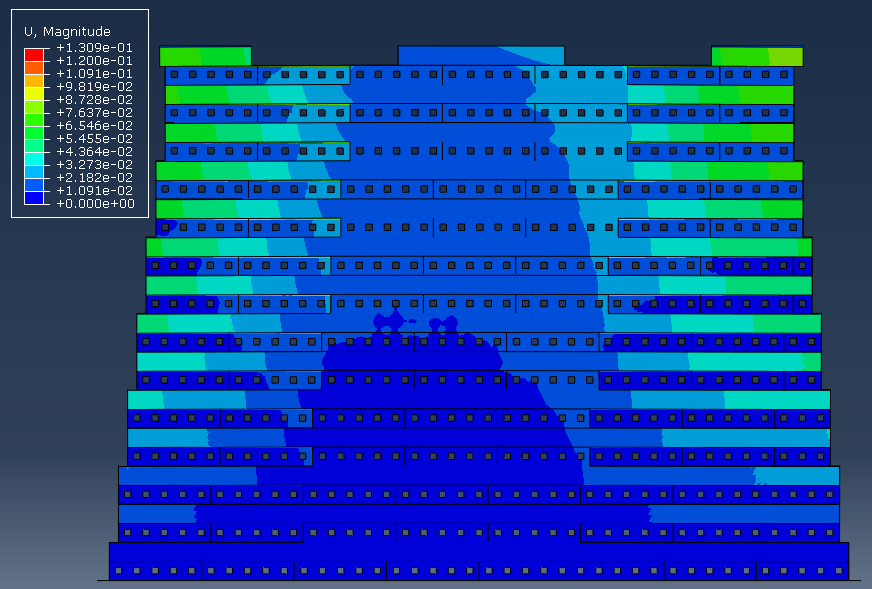 U, Magnitude
+1.309e-01
+1.200e-01
+1.091e-01
+9.819e-02
+8.728e-02
+7.637e-02
+6.546e-02
+5.455e-02
+4.364e-02
+3.273e-02
+2.182e-02
+1.091e-02
+0.000e+00